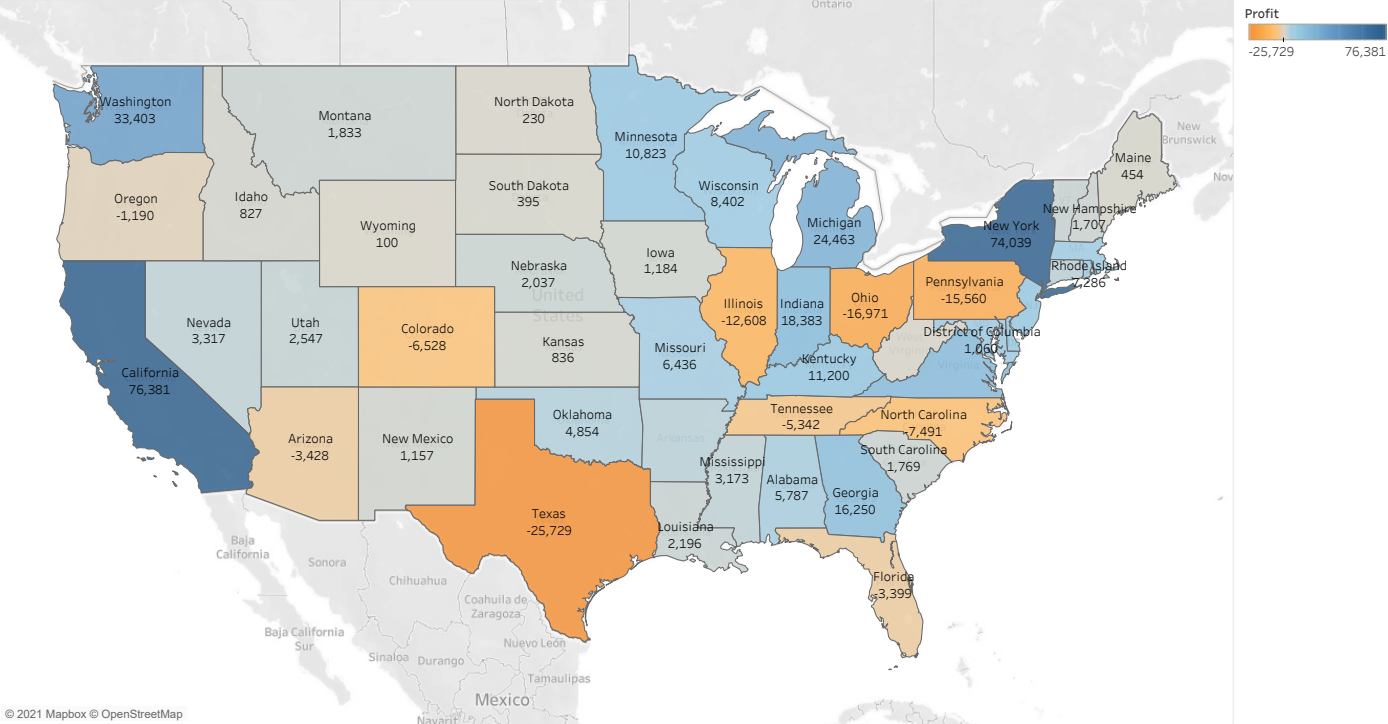 Ontario
Profit
-25,729
76,381
Washington
33,403
Montana
1,833
North Dakota
230
Minnesota
10,823
New
Brunswick
Maine
454
Nov
Oregon
-1,190
Idaho
827
Wyoming
100
South Dakota
395
Wisconsin
8,402
Michigan
24,463
New York
74,039
New Hampshire
1,707
MA
Rhode Island
7,286
Nebraska
2,037
Iowa
1,184
United
States
Nevada
3,317
Utah
2,547
Colorado
-6,528
Kansas
836
Missouri
6,436
Illinois
-12,608
Indiana
18,383
Ohio
-16,971
Pennsylvania
-15,560
West
Virginia
District of Columbia
1,060
Virginia
Kentucky
11,200
California
76,381
Arizona
-3,428
New Mexico
1,157
Oklahoma
4,854
Arkansas
Tennessee
-5,342
North Carolina
-7,491
South Carolina
1,769
Mississippi
3,173
Alabama
5,787
Georgia
16,250
Texas
-25,729
Louisiana
2,196
Florida
-3,399
Baja
California
Sonora
Chihuahua
Coahuila de
Zaragoza
Baja California
Sur
Nuevo León
Sinaloa
Durango
Tamaulipas
Mexico
Nayarit
© 2021 Mapbox © OpenStreetMap